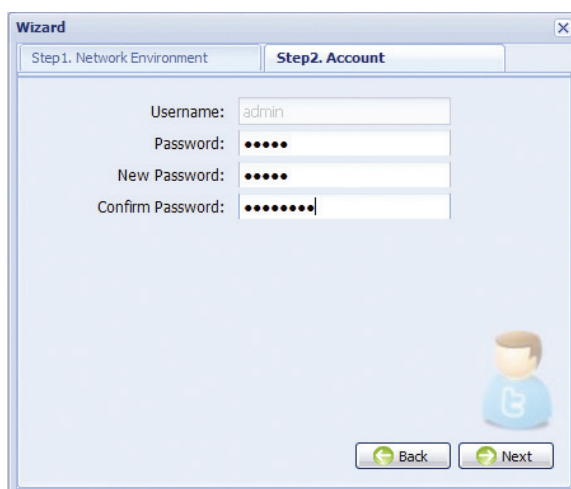 Wizard
Step1. Network Environment
Step2. Account
Username: admin
Password: •••••
New Password: •••••
Confirm Password: ••••••••
Back
Next